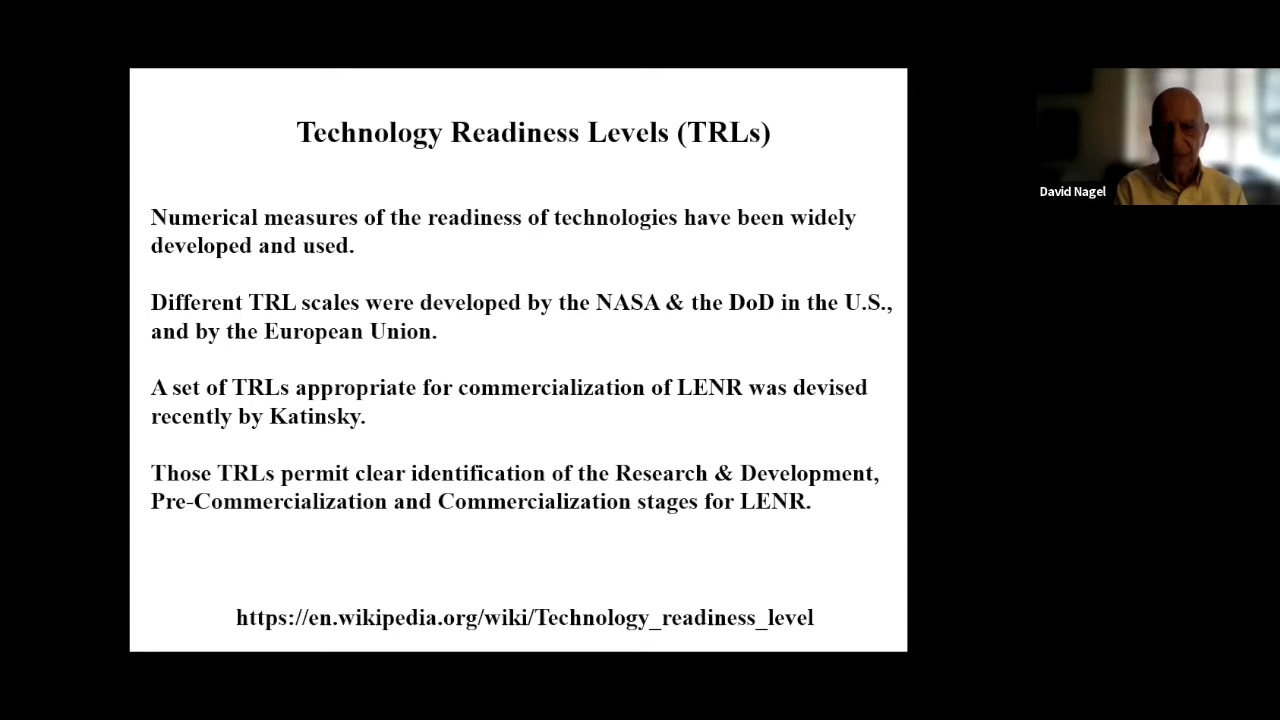 Technology Readiness Levels (TRLs)
Numerical measures of the readiness of technologies have been widely
developed and used.
Different TRL scales were developed by the NASA & the DoD in the U.S.,
and by the European Union.
A set of TRLs appropriate for commercialization of LENR was devised
recently by Katinsky.
Those TRLs permit clear identification of the Research & Development,
Pre-Commercialization and Commercialization stages for LENR.
https://en.wikipedia.org/wiki/Technology_readiness_level
David Nagel